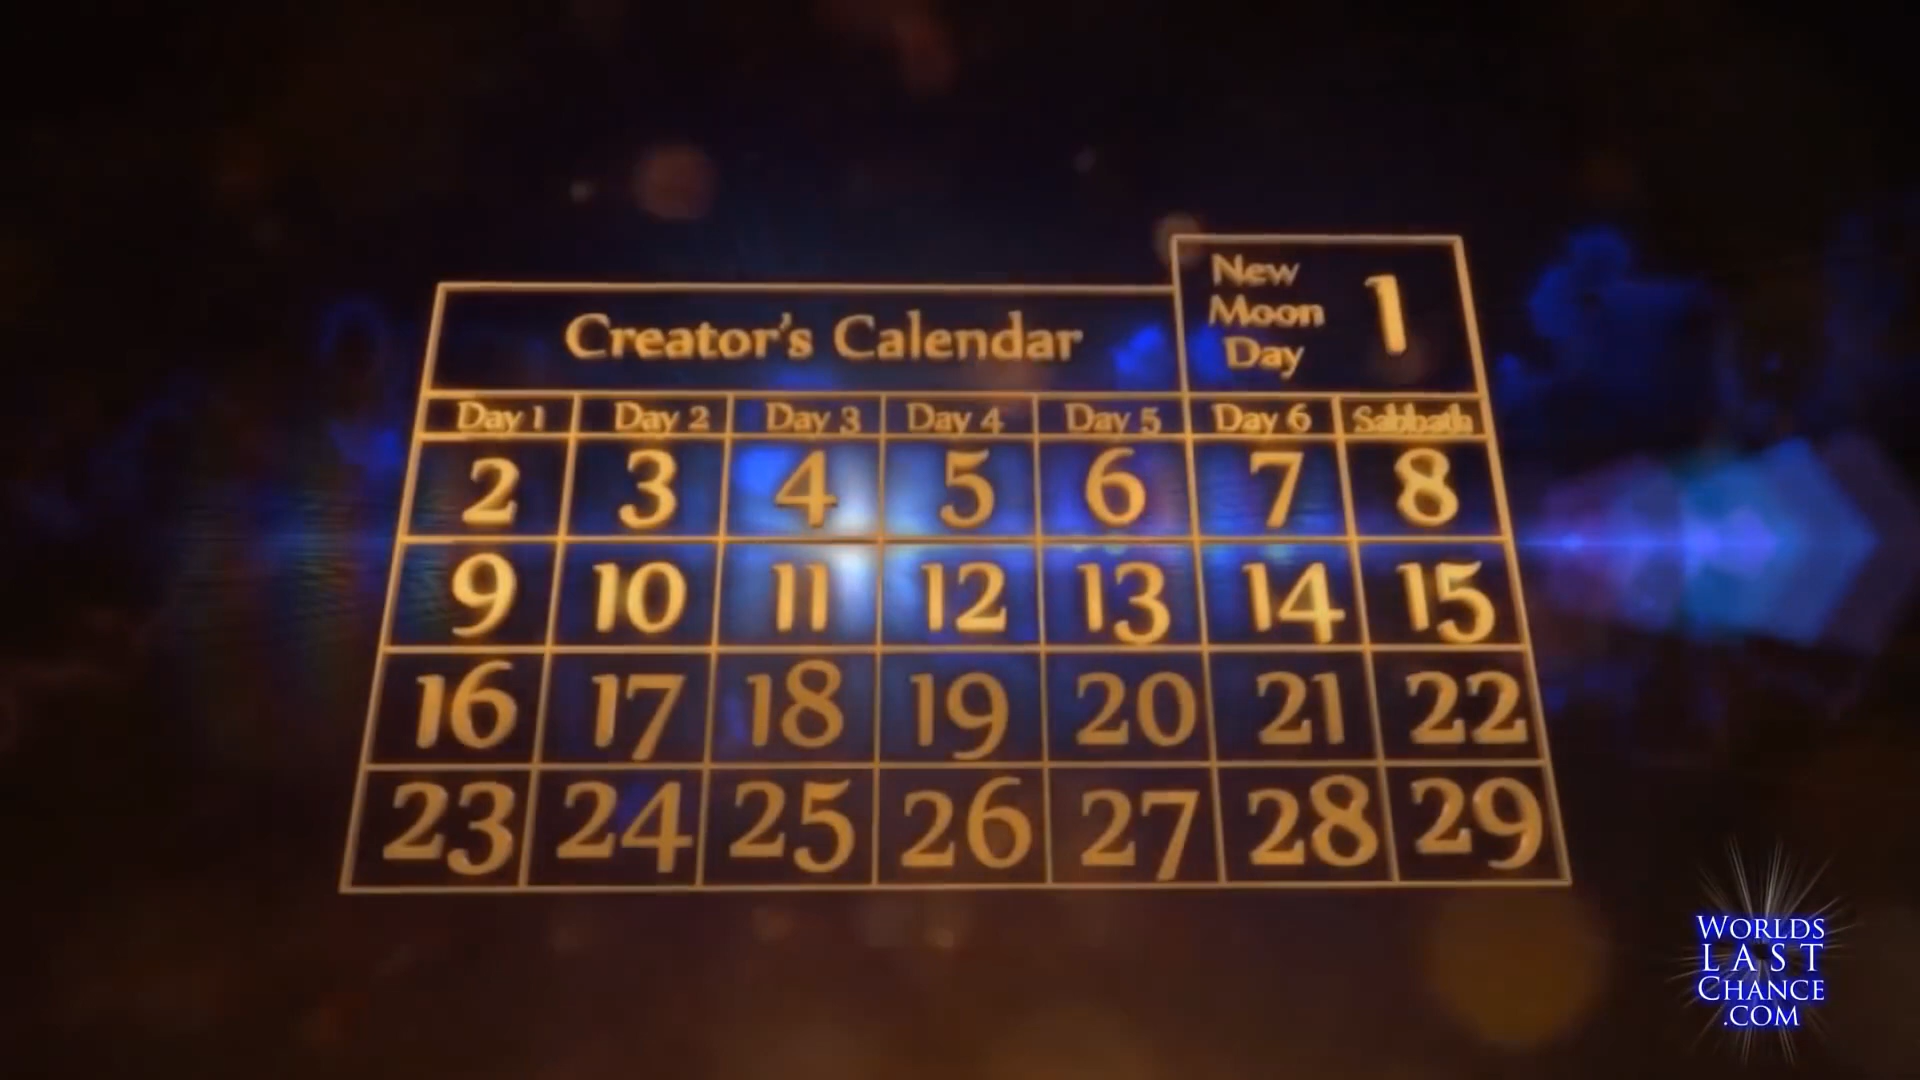 New
Moon
Day
1
Creator's Calendar
Day 1 Day 2 Day 3 Day 4 Day 5 Day 6 Sabbath
2 3 4 5 6 7 8
9 10 11 12 13 14 15
16 17 18 19 20 21 22
23 24 25 26 27 28 29
WORLDS
LAST
CHANCE
.COM